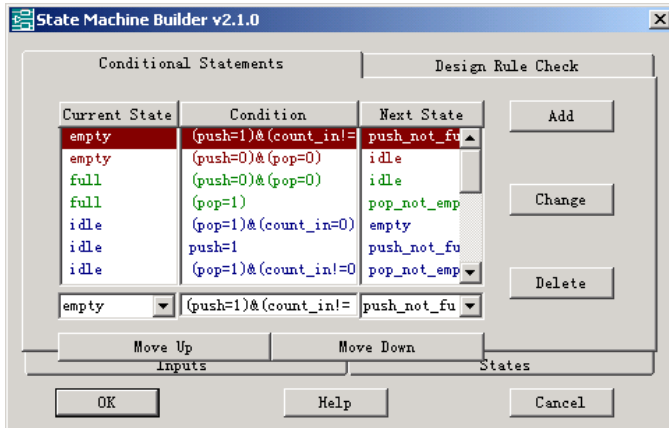 State Machine Builder v2.1.0
Conditional Statements Design Rule Check
Current State Condition Next State Add
empty (push=1)&(count_in!= push_not_fu
empty (push=0)&(pop=0) idle
full (push=0)&(pop=0) idle
full (pop=1) pop_not_emp Change
idle (pop=1)&(count_in=0) empty
idle push=1 push_not_fu
idle (pop=1)&(count_in!=0 pop_not_emp
Delete
empty (push=1)&(count_in!= push_not_fu
Move Up Move Down
Inputs States
OK Help Cancel